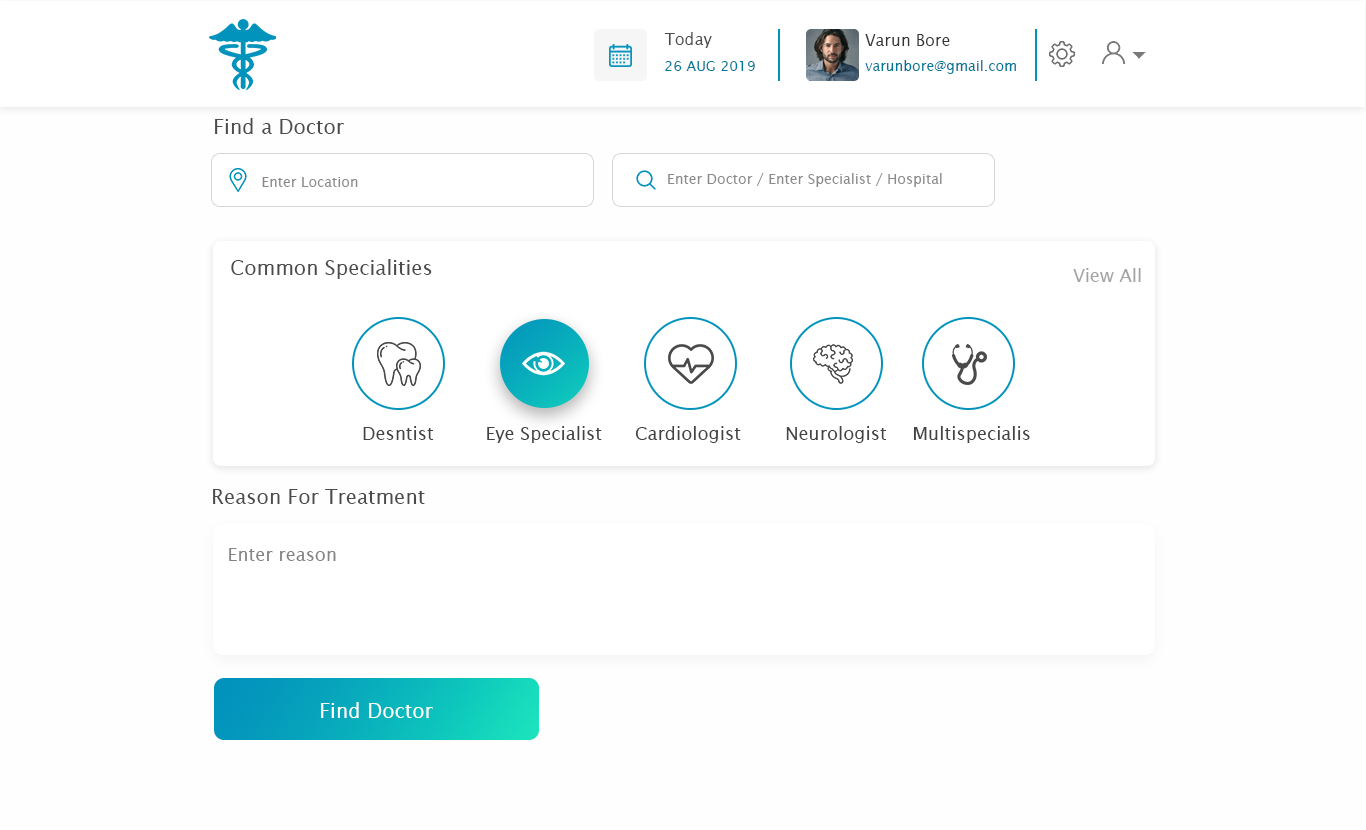 Today
26 AUG 2019
Varun Bore
varunbore@gmail.com
Find a Doctor
Enter Location
Enter Doctor / Enter Specialist / Hospital
Common Specialities
View All
Desntist
Eye Specialist
Cardiologist
Neurologist
Multispecialis
Reason For Treatment
Enter reason
Find Doctor